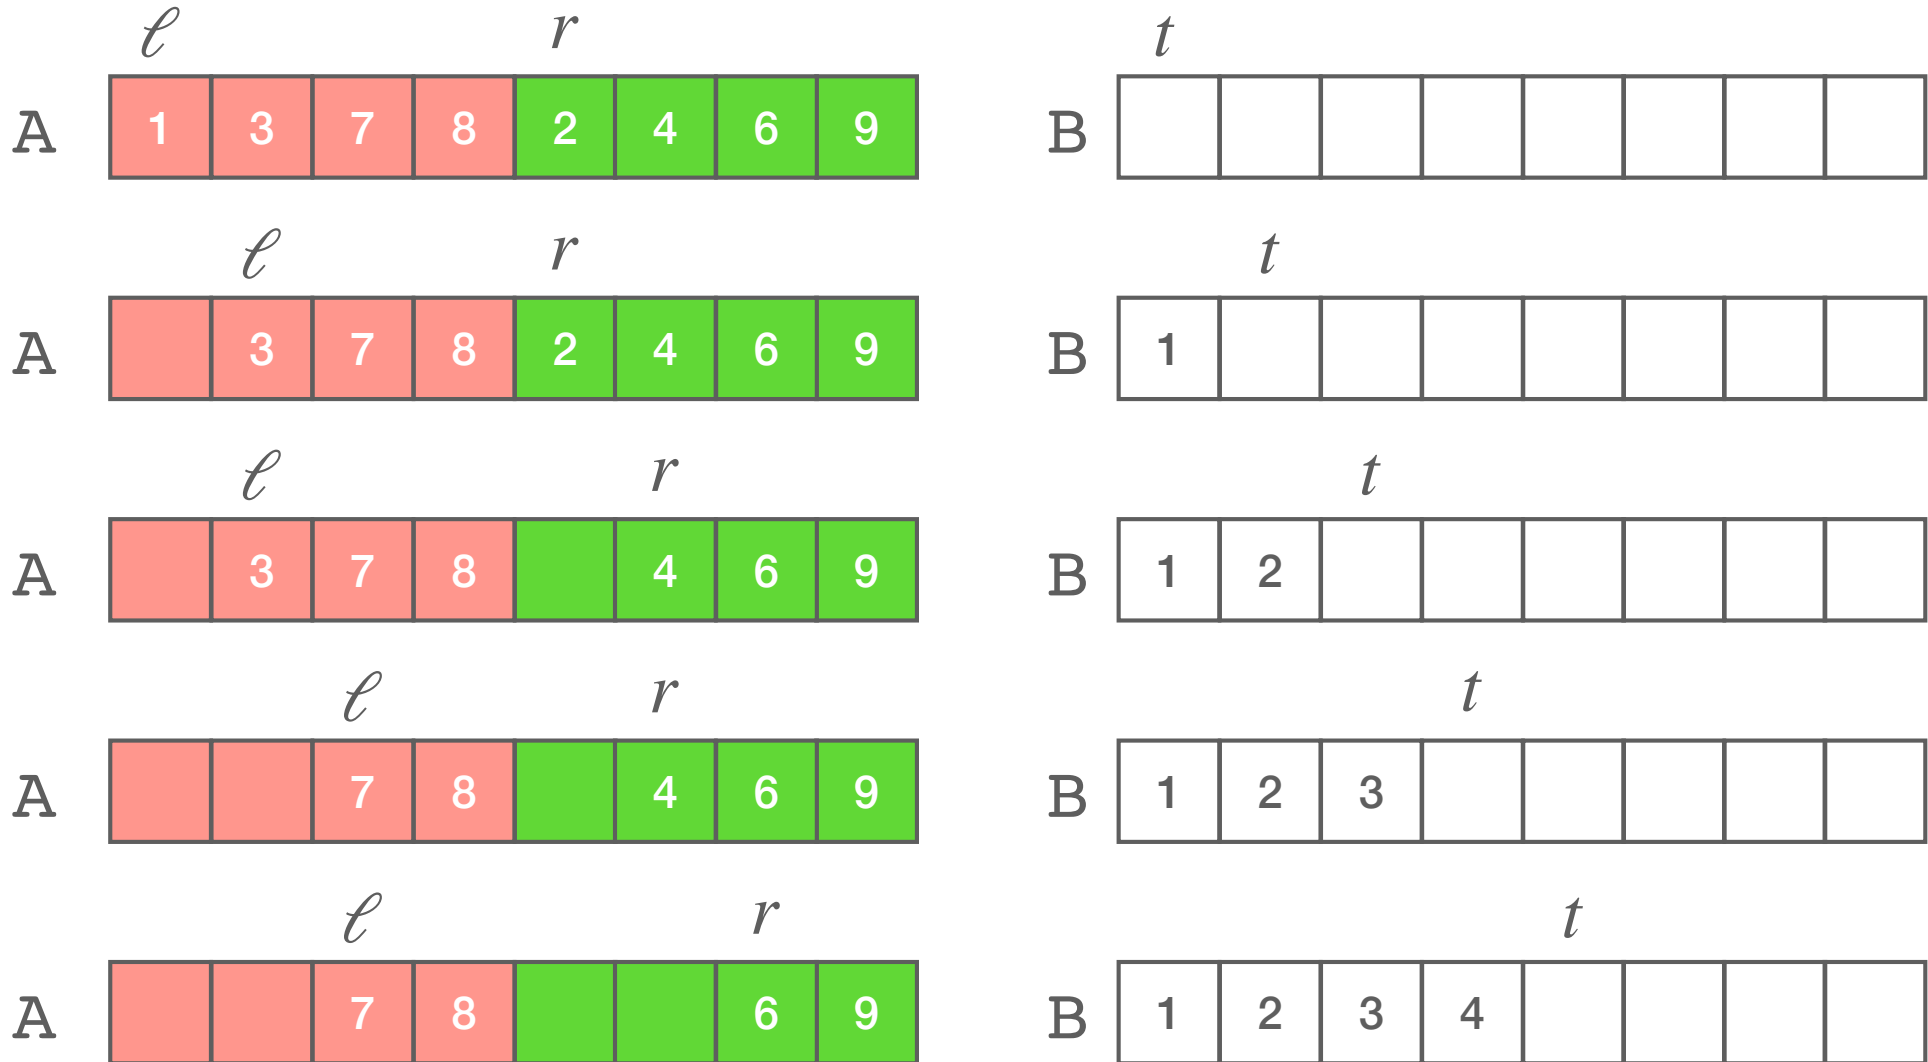 ℓ r t
A 1 3 7 8 2 4 6 9 B
ℓ r t
A 3 7 8 2 4 6 9 B 1
ℓ r t
A 3 7 8 4 6 9 B 1 2
ℓ r t
A 7 8 4 6 9 B 1 2 3
ℓ r t
A 7 8 6 9 B 1 2 3 4